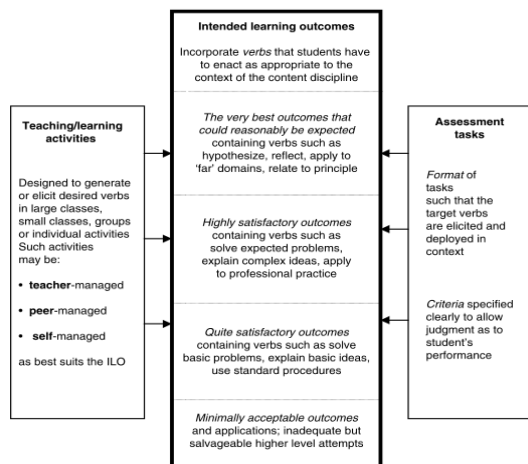 Intended learning outcomes
Incorporate verbs that students have
to enact as appropriate to the
context of the content discipline
The very best outcomes that
could reasonably be expected
containing verbs such as
hypothesize, reflect, apply to
‘far’ domains, relate to principle
Highly satisfactory outcomes
containing verbs such as
solve expected problems,
explain complex ideas, apply
to professional practice
Quite satisfactory outcomes
containing verbs such as solve
basic problems, explain basic ideas,
use standard procedures
Minimally acceptable outcomes
and applications; inadequate but
salvageable higher level attempts
Teaching/learning
activities
Designed to generate
or elicit desired verbs
in large classes,
small classes, groups
or individual activities
Such activities
may be:
• teacher-managed
• peer-managed
• self-managed
as best suits the ILO
Assessment
tasks
Format of
tasks
such that the
target verbs
are elicited and
deployed in
context
Criteria specified
clearly to allow
judgment as to
student’s
performance